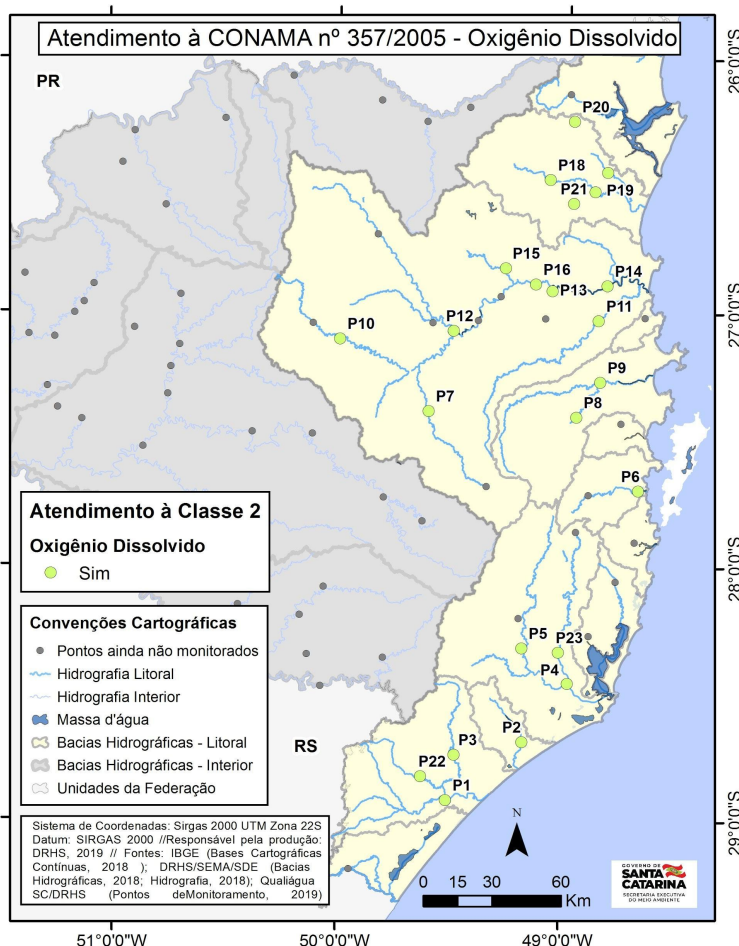 Atendimento à CONAMA nº 357/2005 - Oxigênio Dissolvido
PR
26°0'0"S
P20
P18
P21
P19
P15
P16
P13
P14
P12
P11
P10
27°0'0"S
P9
P7
P8
P6
Atendimento à Classe 2
Oxigênio Dissolvido
Sim
28°0'0"S
Convenções Cartográficas
Pontos ainda não monitorados
Hidrografia Litoral
Hidrografia Interior
Massa d'água
Bacias Hidrográficas - Litoral
Bacias Hidrográficas - Interior
Unidades da Federação
P5
P23
P4
RS
P2
P3
P22
P1
29°0'0"S
Sistema de Coordenadas: Sirgas 2000 UTM Zona 22S
Datum: SIRGAS 2000 //Responsável pela produção:
DRHS, 2019 // Fontes: IBGE (Bases Cartográficas
Contínuas, 2018 ); DRHS/SEMA/SDE (Bacias
Hidrográficas, 2018; Hidrografia, 2018); Qualiágua
SC/DRHS (Pontos deMonitoramento, 2019)
N
0 15 30 60
Km
GOVERNO DE
SANTA
CATARINA
SECRETARIA EXECUTIVA
DO MEIO AMBIENTE
51°0'0"W
50°0'0"W
49°0'0"W